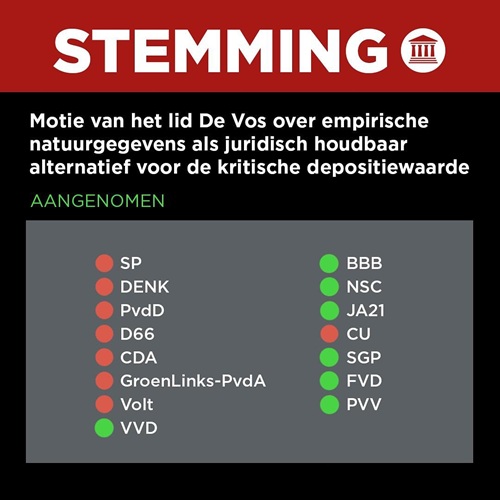 STEMMING
Motie van het lid De Vos over empirische
natuurgegevens als juridisch houdbaar
alternatief voor de kritische depositiewaarde
AANGENOMEN
SP
DENK
PvdD
D66
CDA
GroenLinks-PvdA
Volt
VVD
BBB
NSC
JA21
CU
SGP
FVD
PVV